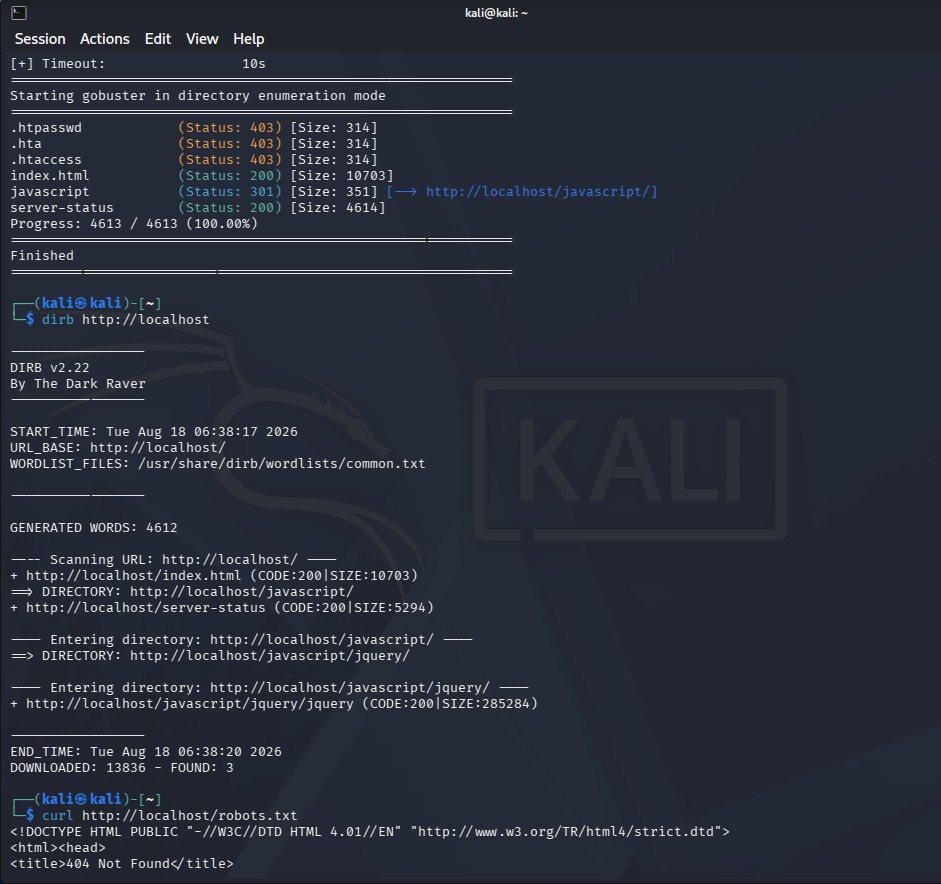 kali@kali: ~
Session Actions Edit View Help
[+] Timeout: 10s
===============================================================
Starting gobuster in directory enumeration mode
===============================================================
.htpasswd (Status: 403) [Size: 314]
.hta (Status: 403) [Size: 314]
.htaccess (Status: 403) [Size: 314]
index.html (Status: 200) [Size: 10703]
javascript (Status: 301) [Size: 351] [--> http://localhost/javascript/]
server-status (Status: 200) [Size: 4614]
Progress: 4613 / 4613 (100.00%)
===============================================================
Finished
===============================================================
┌──(kali㉿kali)-[~]
└─$ dirb http://localhost
-----------------
DIRB v2.22
By The Dark Raver
-----------------
START_TIME: Tue Aug 18 06:38:17 2026
URL_BASE: http://localhost/
WORDLIST_FILES: /usr/share/dirb/wordlists/common.txt
-----------------
GENERATED WORDS: 4612
---- Scanning URL: http://localhost/ ----
+ http://localhost/index.html (CODE:200|SIZE:10703)
==> DIRECTORY: http://localhost/javascript/
+ http://localhost/server-status (CODE:200|SIZE:5294)
---- Entering directory: http://localhost/javascript/ ----
==> DIRECTORY: http://localhost/javascript/jquery/
---- Entering directory: http://localhost/javascript/jquery/ ----
+ http://localhost/javascript/jquery/jquery (CODE:200|SIZE:285284)
-----------------
END_TIME: Tue Aug 18 06:38:20 2026
DOWNLOADED: 13836 - FOUND: 3
┌──(kali㉿kali)-[~]
└─$ curl http://localhost/robots.txt
<!DOCTYPE HTML PUBLIC "-//W3C//DTD HTML 4.01//EN" "http://www.w3.org/TR/html4/strict.dtd">
<html><head>
<title>404 Not Found</title>
KALI